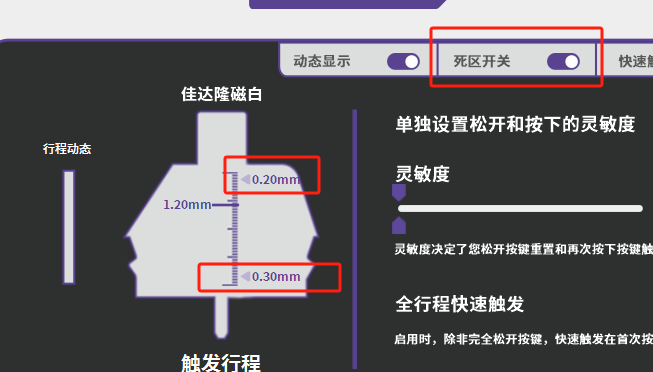 动态显示
死区开关
快速
佳达隆磁白
行程动态
0.20mm
1.20mm
0.30mm
触发行程
单独设置松开和按下的灵敏度
灵敏度
灵敏度决定了您松开按键重置和再次按下按键触
全行程快速触发
启用时，除非完全松开按键，快速触发在首次按